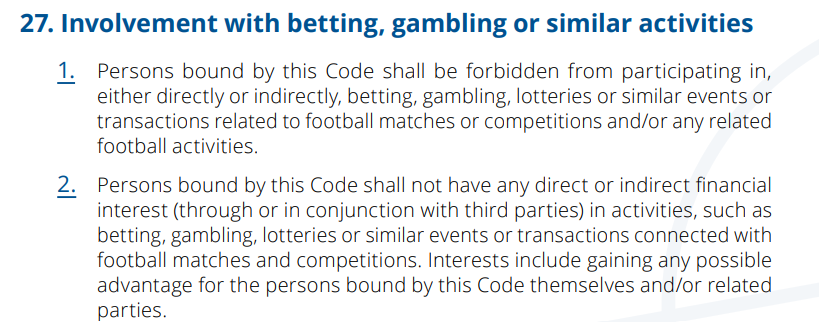 27. Involvement with betting, gambling or similar activities
1. Persons bound by this Code shall be forbidden from participating in,
either directly or indirectly, betting, gambling, lotteries or similar events or
transactions related to football matches or competitions and/or any related
football activities.
2. Persons bound by this Code shall not have any direct or indirect financial
interest (through or in conjunction with third parties) in activities, such as
betting, gambling, lotteries or similar events or transactions connected with
football matches and competitions. Interests include gaining any possible
advantage for the persons bound by this Code themselves and/or related
parties.